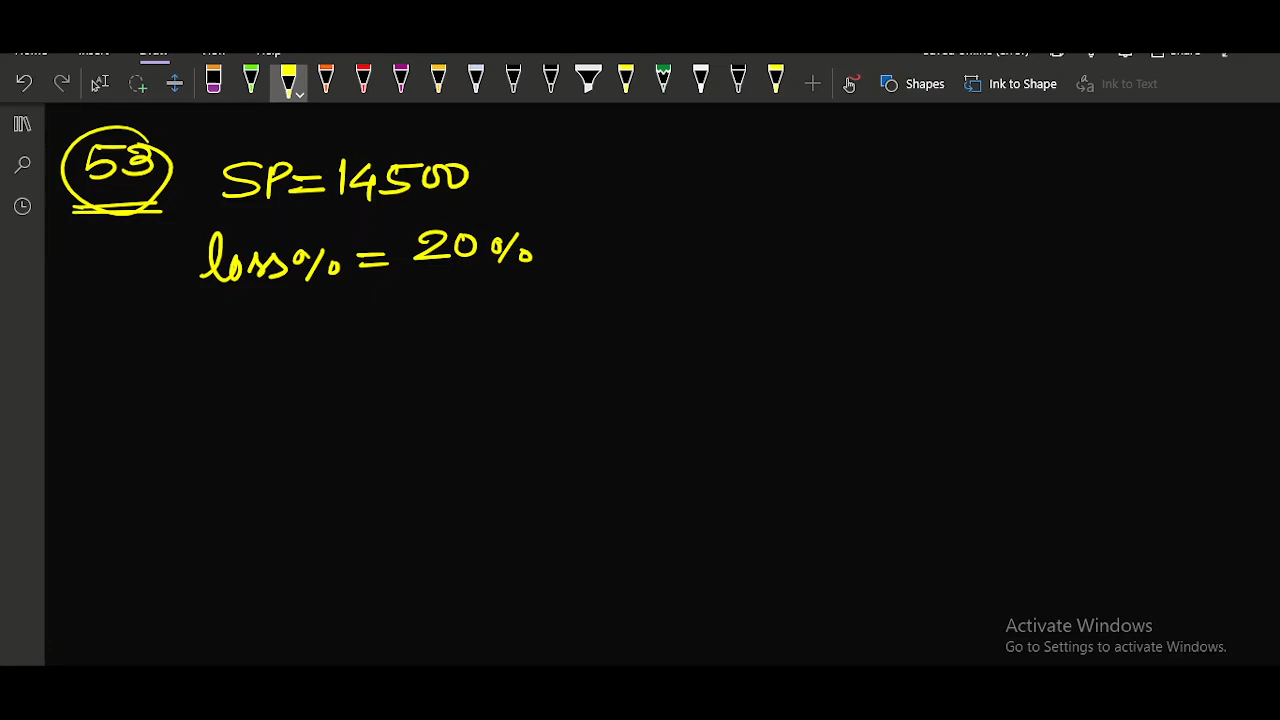 Shapes
Ink to Shape
Ink to Text
53
SP=14500
loss% = 20%
Activate Windows
Go to Settings to activate Windows.